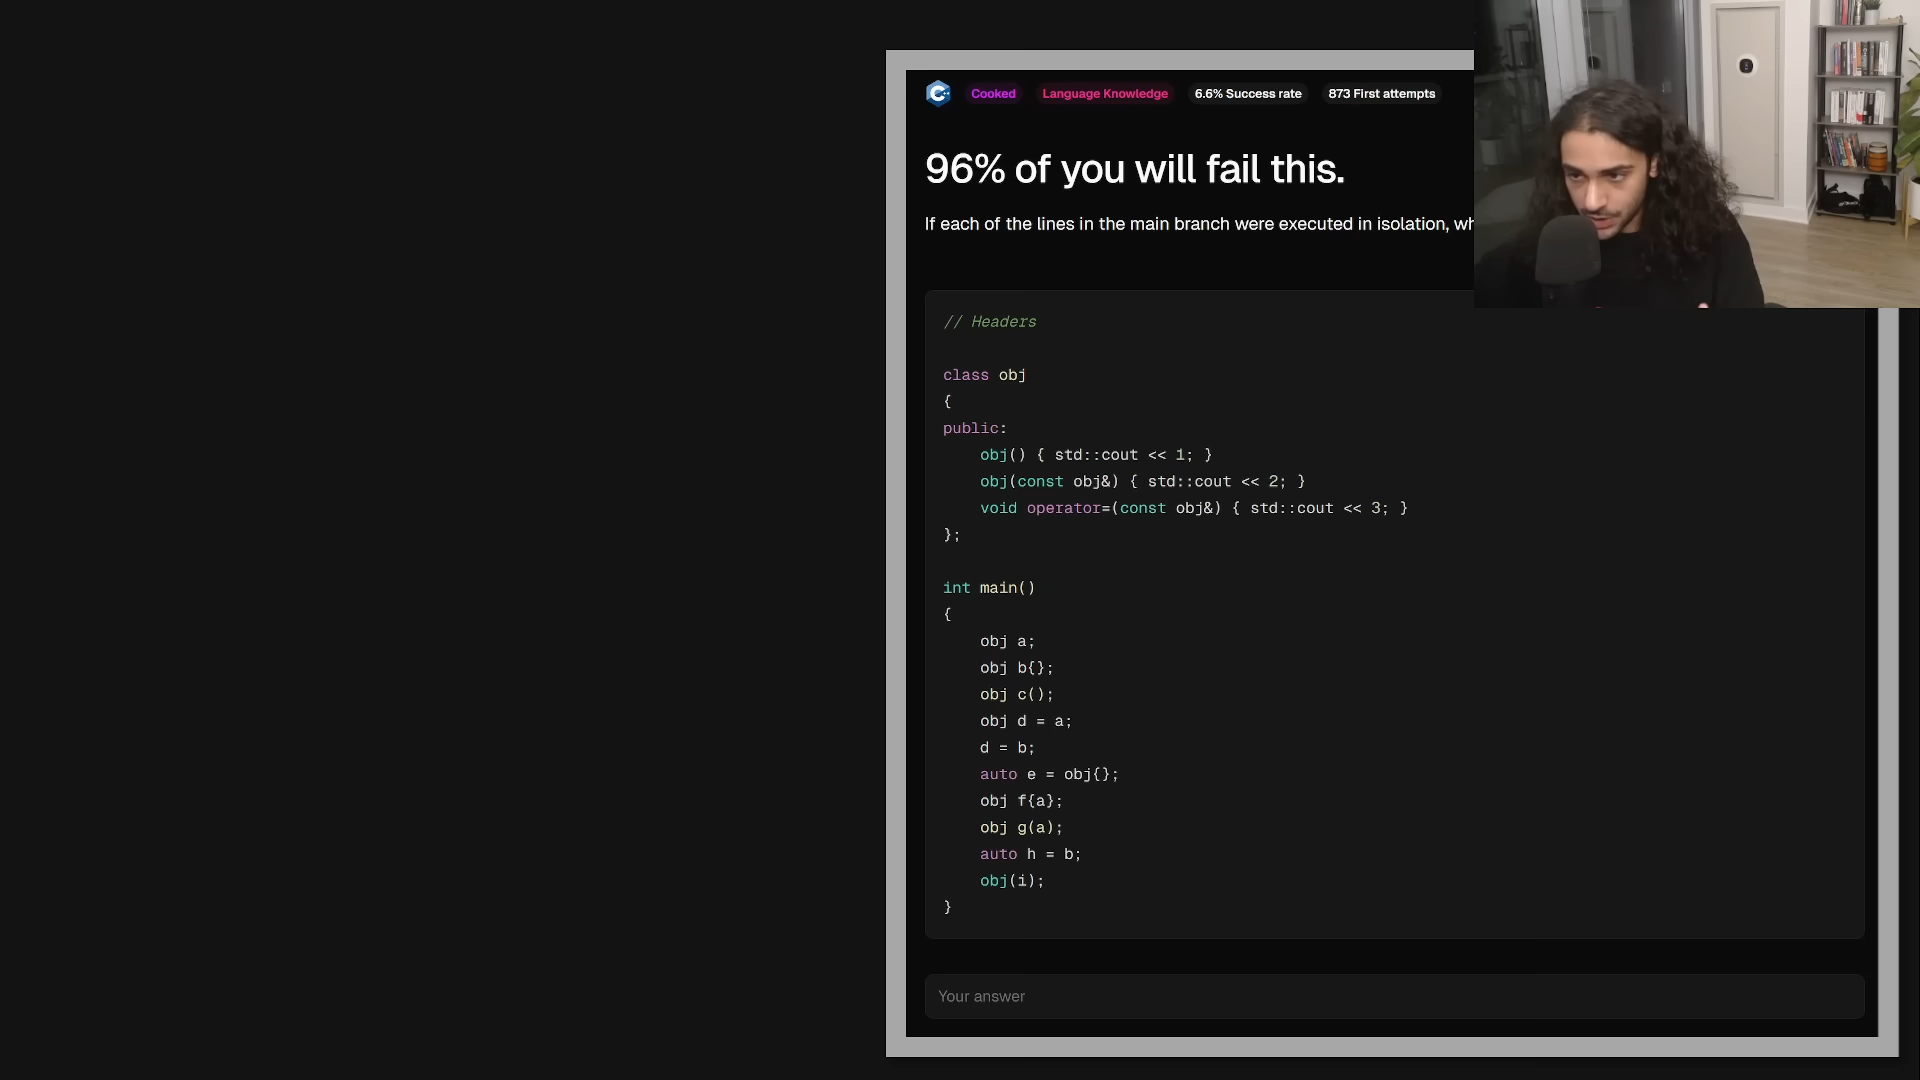 Cooked Language Knowledge 6.6% Success rate 873 First attempts
96% of you will fail this.
If each of the lines in the main branch were executed in isolation,
// Headers
class obj
{
public:
    obj() { std::cout << 1; }
    obj(const obj&) { std::cout << 2; }
    void operator=(const obj&) { std::cout << 3; }
};
int main()
{
    obj a;
    obj b{};
    obj c();
    obj d = a;
    d = b;
    auto e = obj{};
    obj f{a};
    obj g(a);
    auto h = b;
    obj(i);
}
Your answer